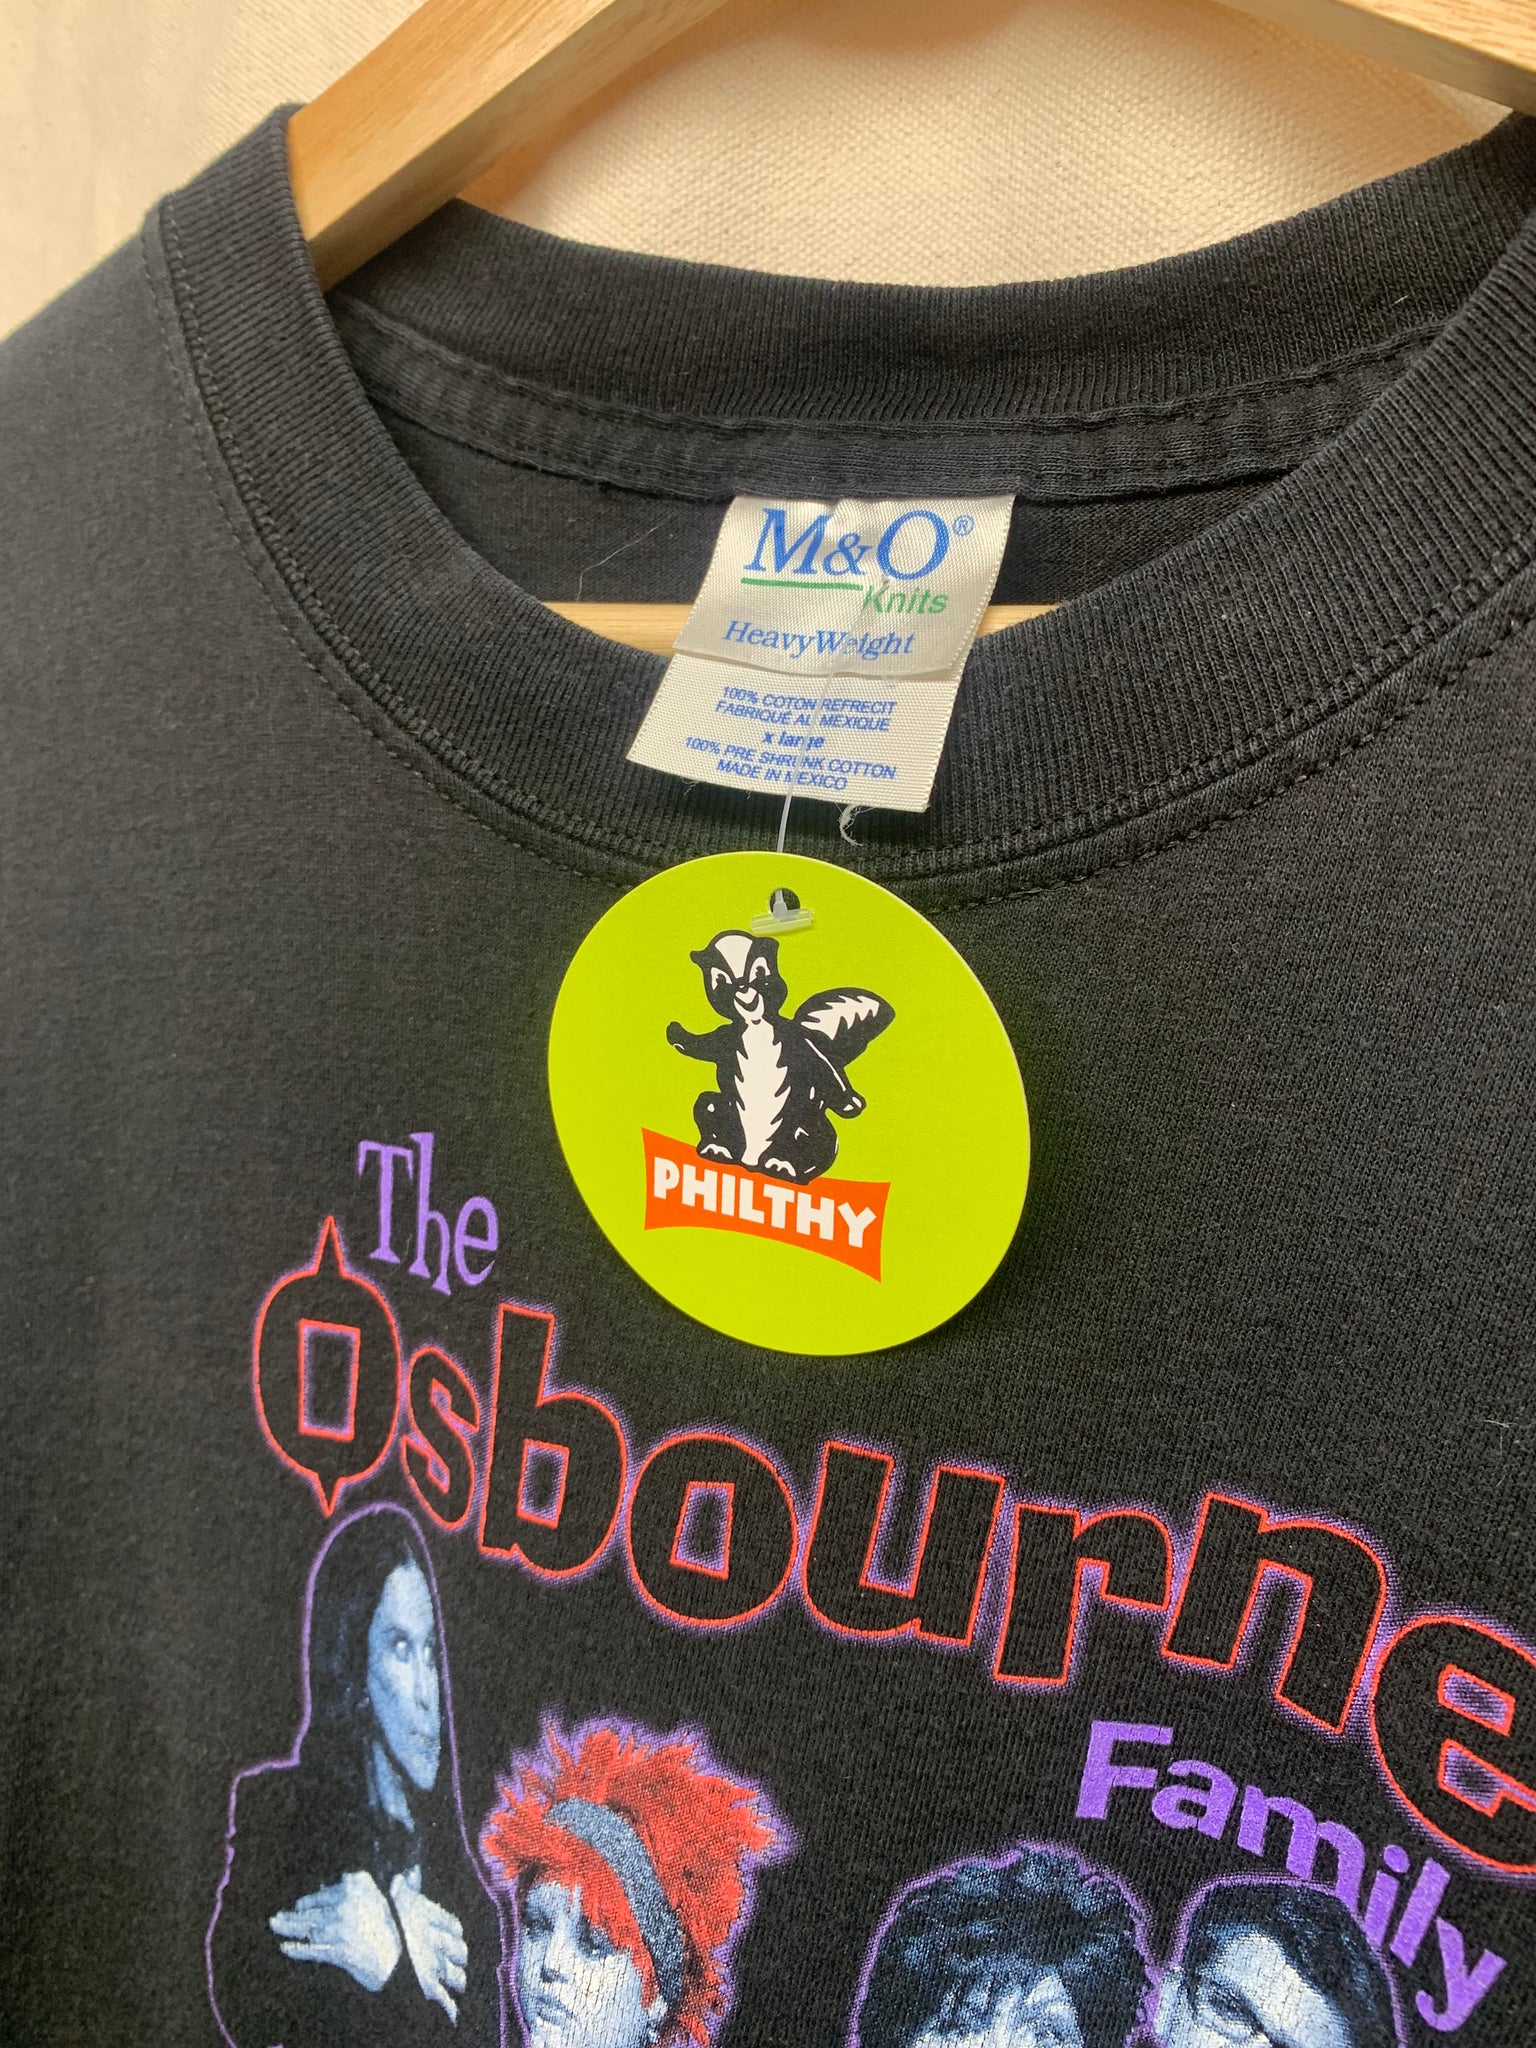 M&O®
Knits
HeavyWeight
100% COTON REFRECIT
FABRIQUÉ AU MEXIQUE
x large
100% PRE SHRUNK COTTON
MADE IN MEXICO
PHILTHY
The
Osbourne
Family